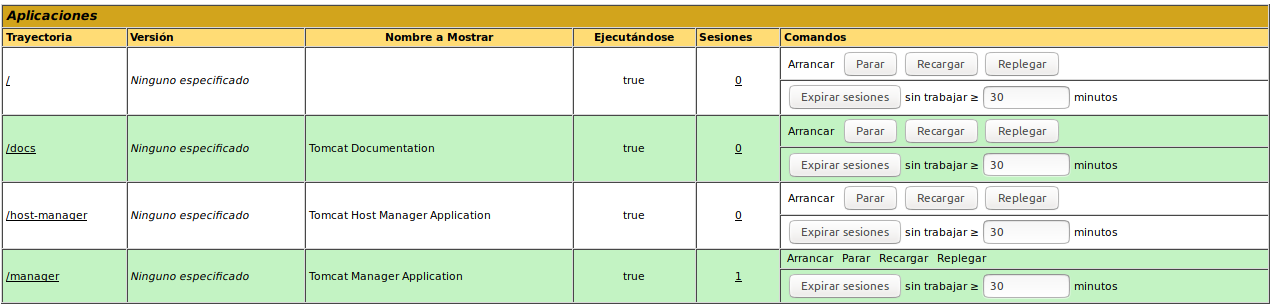 Aplicaciones
Trayectoria Versión Nombre a Mostrar Ejecutándose Sesiones Comandos
/ Ninguno especificado true 0 Arrancar Parar Recargar Replegar
Expirar sesiones sin trabajar ≥ 30 minutos
/docs Ninguno especificado Tomcat Documentation true 0 Arrancar Parar Recargar Replegar
Expirar sesiones sin trabajar ≥ 30 minutos
/host-manager Ninguno especificado Tomcat Host Manager Application true 0 Arrancar Parar Recargar Replegar
Expirar sesiones sin trabajar ≥ 30 minutos
/manager Ninguno especificado Tomcat Manager Application true 1 Arrancar Parar Recargar Replegar
Expirar sesiones sin trabajar ≥ 30 minutos